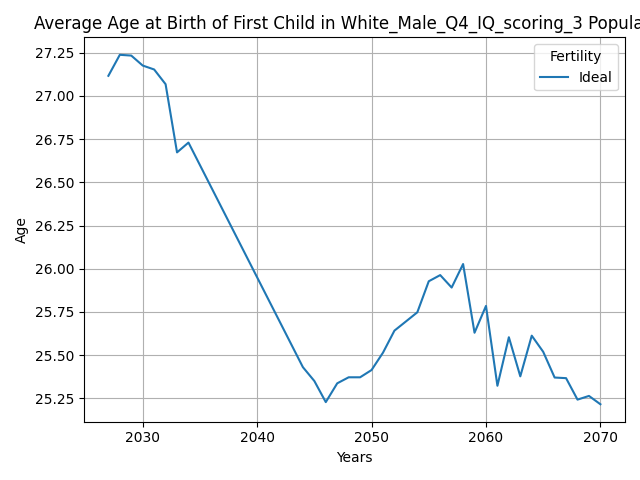 Average Age at Birth of First Child in White_Male_Q4_IQ_scoring_3 Popula
27.25
27.00
26.75
26.50
26.25
26.00
25.75
25.50
25.25
Age
Fertility
Ideal
2030 2040 2050 2060 2070
Years